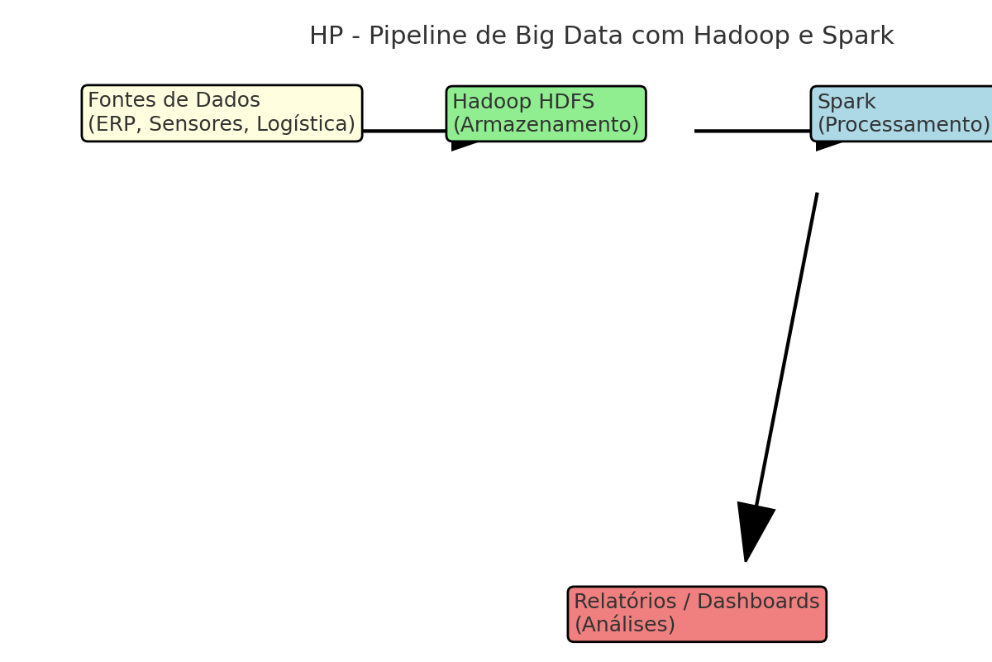 HP - Pipeline de Big Data com Hadoop e Spark
Fontes de Dados
(ERP, Sensores, Logística)
Hadoop HDFS
(Armazenamento)
Spark
(Processamento)
Relatórios / Dashboards
(Análises)